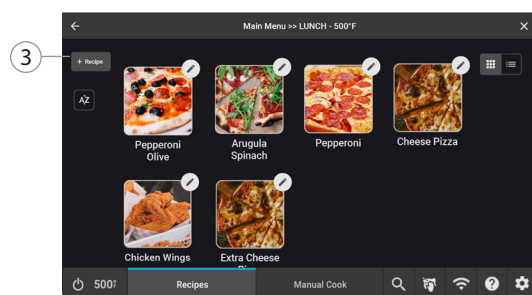 Main Menu >> LUNCH - 500°F
3
+ Recipe
AZ
Pepperoni
Olive
Arugula
Spinach
Pepperoni
Cheese Pizza
Chicken Wings
Extra Cheese
500°F
Recipes
Manual Cook